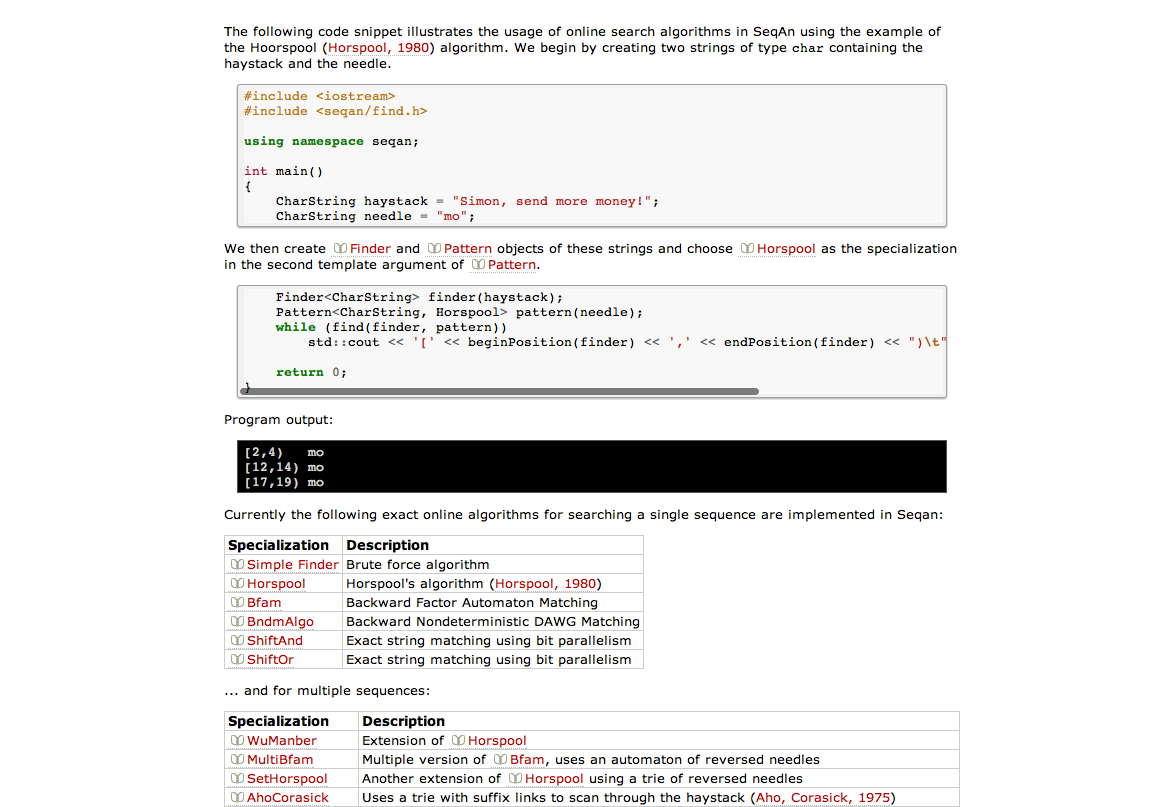 The following code snippet illustrates the usage of online search algorithms in SeqAn using the example of
the Hoorspool (Horspool, 1980) algorithm. We begin by creating two strings of type char containing the
haystack and the needle.
#include <iostream>
#include <seqan/find.h>
using namespace seqan;
int main()
{
CharString haystack = "Simon, send more money!";
CharString needle = "mo";
We then create Finder and Pattern objects of these strings and choose Horspool as the specialization
in the second template argument of Pattern.
Finder<CharString> finder(haystack);
Pattern<CharString, Horspool> pattern(needle);
while (find(finder, pattern))
std::cout << '[' << beginPosition(finder) << ',' << endPosition(finder) << ")\t"
return 0;
}
Program output:
[2,4) mo
[12,14) mo
[17,19) mo
Currently the following exact online algorithms for searching a single sequence are implemented in Seqan:
Specialization Description
Simple Finder Brute force algorithm
Horspool Horspool's algorithm (Horspool, 1980)
Bfam Backward Factor Automaton Matching
BndmAlgo Backward Nondeterministic DAWG Matching
ShiftAnd Exact string matching using bit parallelism
ShiftOr Exact string matching using bit parallelism
... and for multiple sequences:
Specialization Description
WuManber Extension of Horspool
MultiBfam Multiple version of Bfam, uses an automaton of reversed needles
SetHorspool Another extension of Horspool using a trie of reversed needles
AhoCorasick Uses a trie with suffix links to scan through the haystack (Aho, Corasick, 1975)